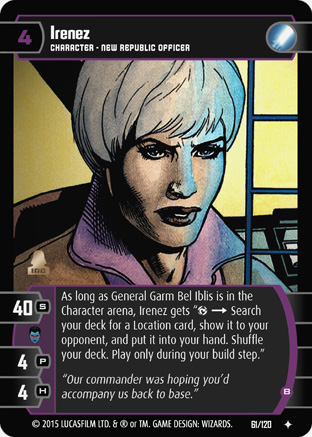 4 Irenez
CHARACTER - NEW REPUBLIC OFFICER
40 S
4 P
4 H
As long as General Garm Bel Iblis is in the
Character arena, Irenez gets “ → Search
your deck for a Location card, show it to your
opponent, and put it into your hand. Shuffle
your deck. Play only during your build step.”
“Our commander was hoping you’d
accompany us back to base.”
B
© 2015 LUCASFILM LTD. & ® OR TM. GAME DESIGN: WIZARDS. 61/120